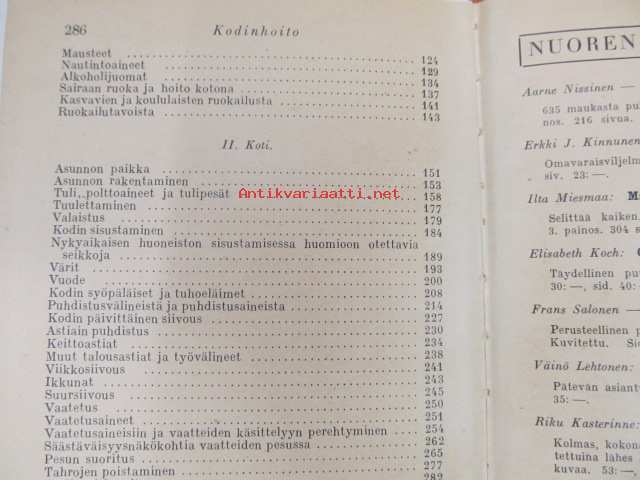 286 Kodinhoito
Mausteet 124
Nautintoaineet 129
Alkoholijuomat 134
Sairaan ruoka ja hoito kotona 137
Kasvavien ja koululaisten ruokailusta 141
Ruokailutavoista 143
II. Koti.
Asunnon paikka 151
Asunnon rakentaminen 153
Tuli, polttoaineet ja tulipesät 158
Antikvariaatti.net
Tuulettaminen 177
Valaistus 179
Kodin sisustaminen 184
Nykyaikaisen huoneiston sisustamisessa huomioon otettavia
seikkoja 189
Värit 193
Vuode 200
Kodin syöpäläiset ja tuhoeläimet 208
Puhdistusvälineistä ja puhdistusaineista 214
Kodin päivittäinen siivous 227
Astiain puhdistus 230
Keittoastiat 234
Muut talousastiat ja työvälineet 238
Viikkosiivous 241
Ikkunat 243
Suursiivous 245
Vaatetus 250
Vaatetusaineet 251
Vaatetusaineisiin ja vaatteiden käsittelyyn perehtyminen 254
Säästäväisyysnäkökohtia vaatteiden pesussa 262
Pesun suoritus 265
Tahrojen poistaminen 277
282
NUOREN
Aarne Nissinen —
635 maukasta pu
nos. 216 sivua.
Erkki J. Kinnunen
Omavaraisviljelm
siv. 23: —.
Ilta Miesmaa: M
Selittää kaiken
3. painos. 304 s
Elisabeth Koch:
Täydellinen pu
30: —, sid. 40:
Frans Salonen —
Perusteellinen p
Kuvitettu. Si
Väinö Lehtonen:
Pätevän asiant
35: —.
Riku Kasterinne:
Kolmas, kokon
tettuina lähes
kuvaa. 53: —,